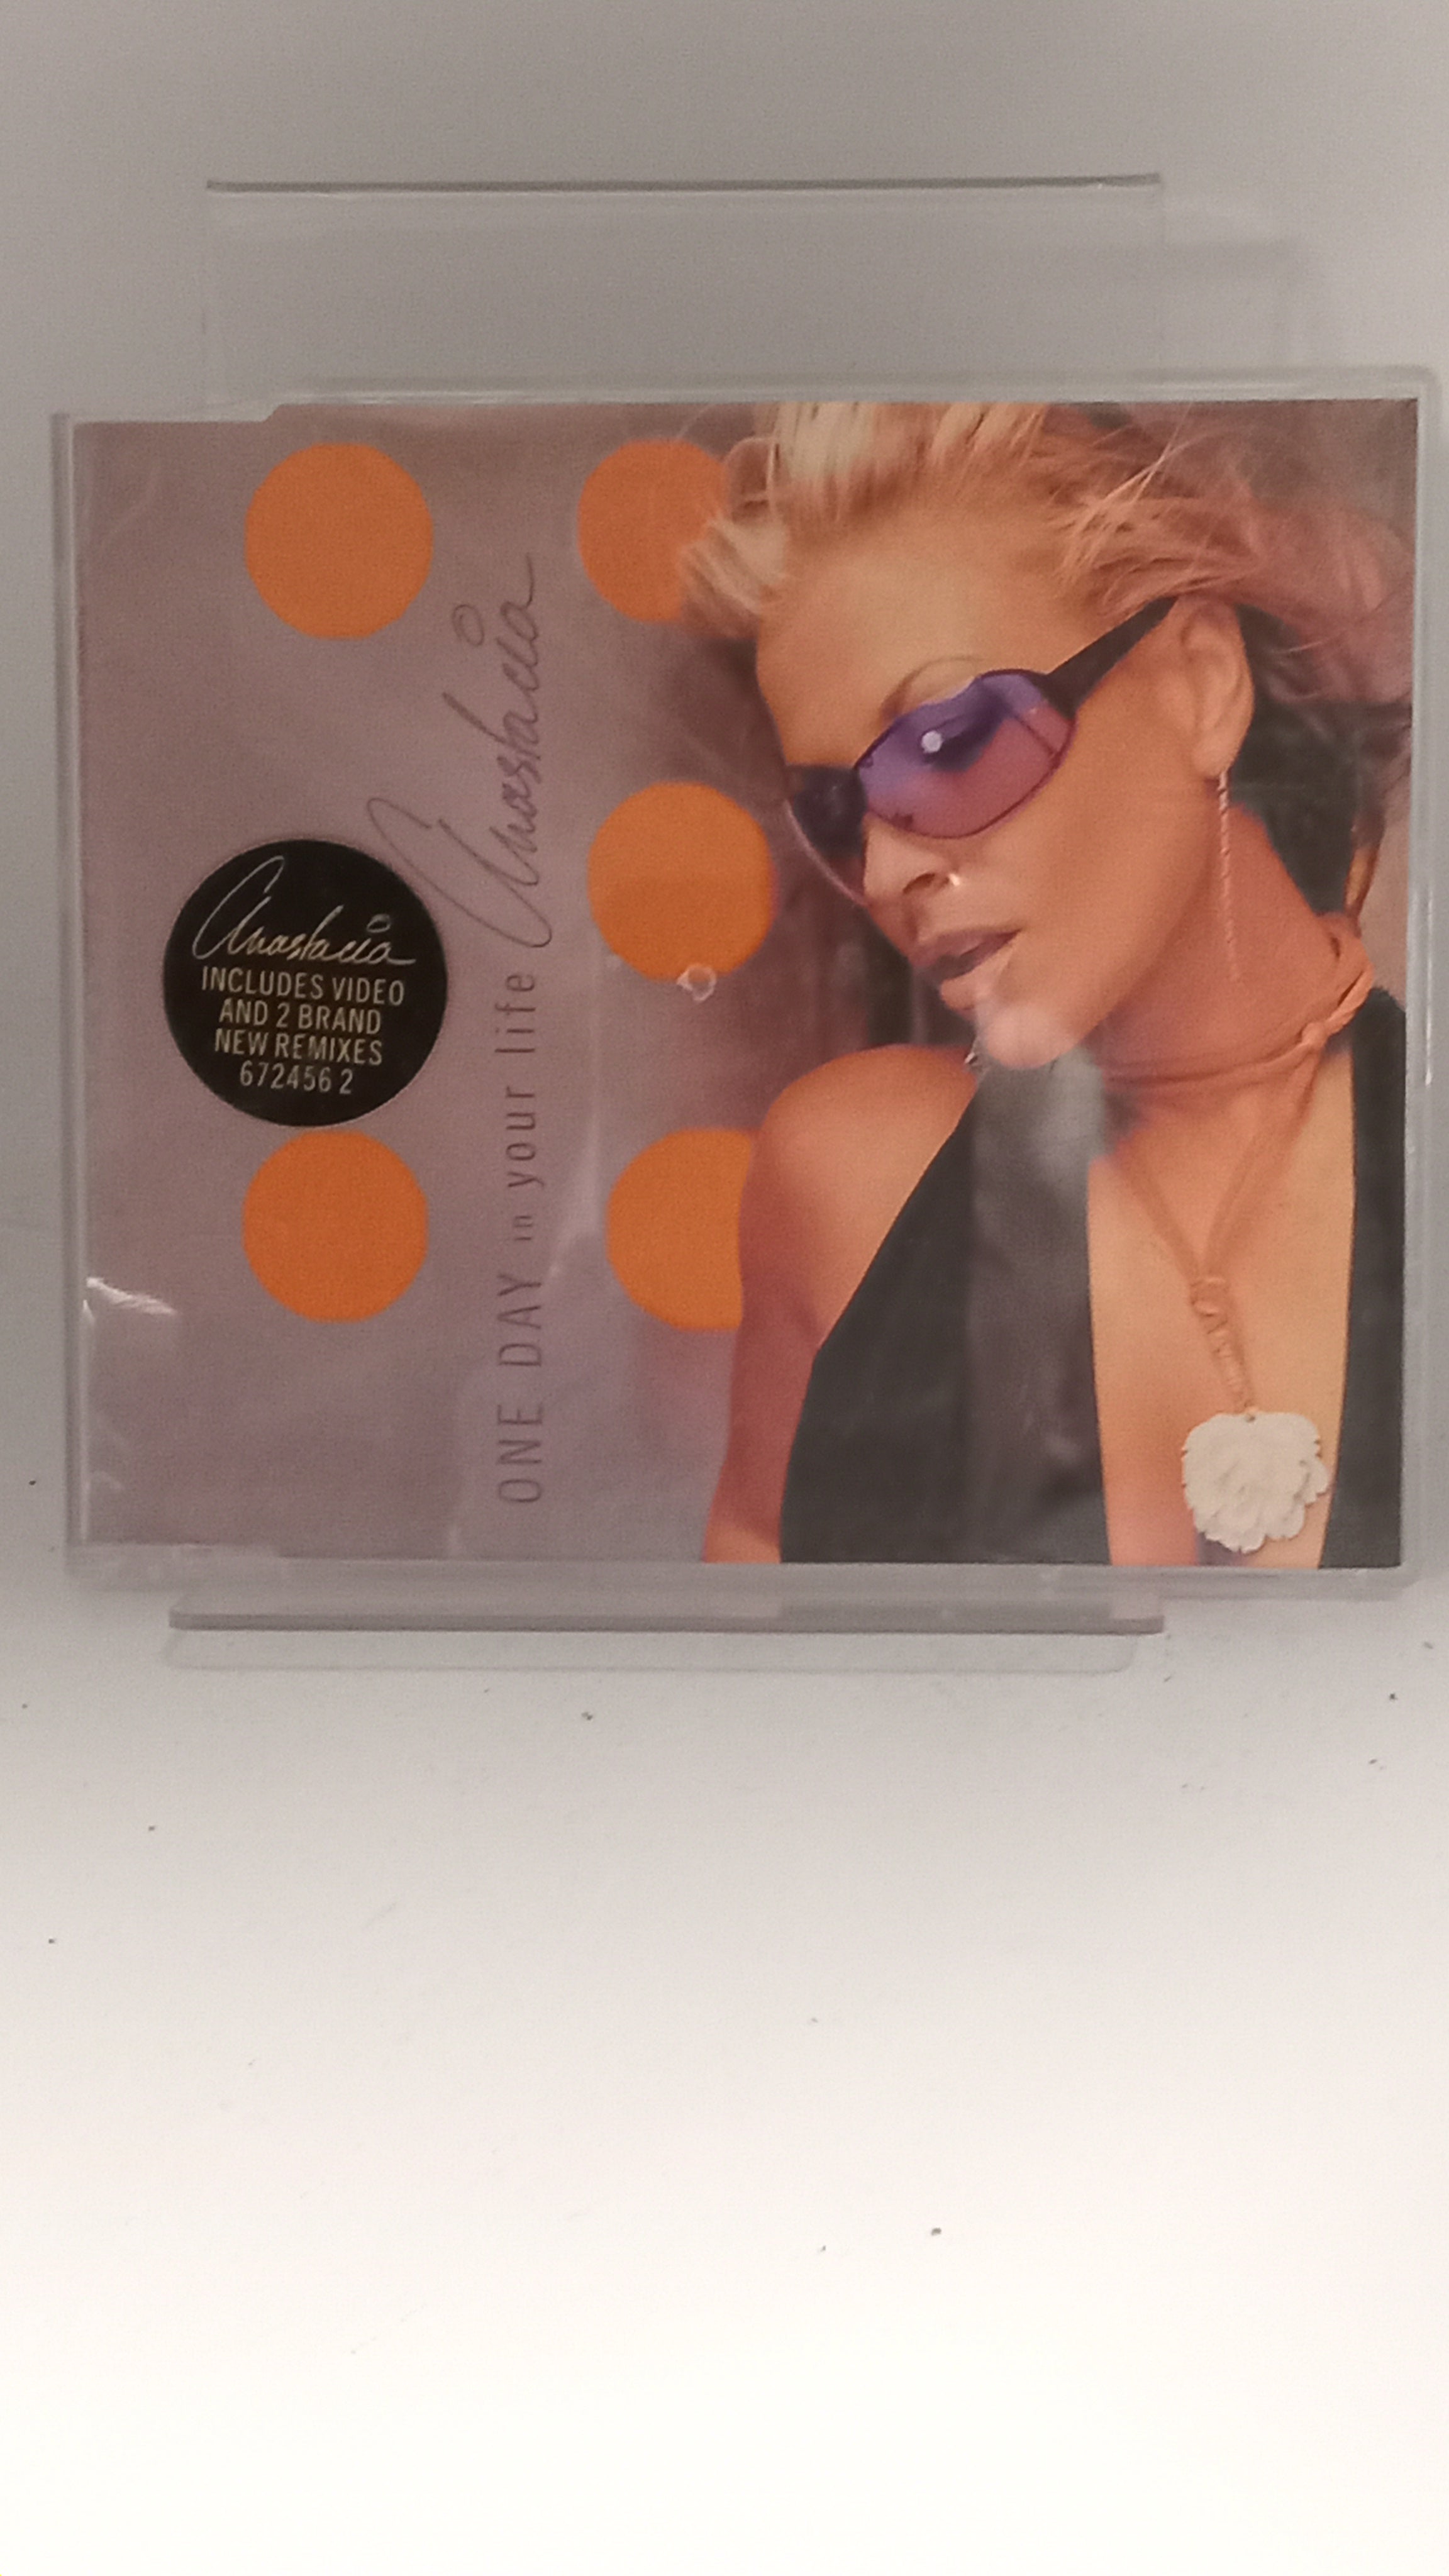 Anastacia
INCLUDES VIDEO
AND 2 BRAND
NEW REMIXES
672456 2
ONE DAY in your life Anastacia